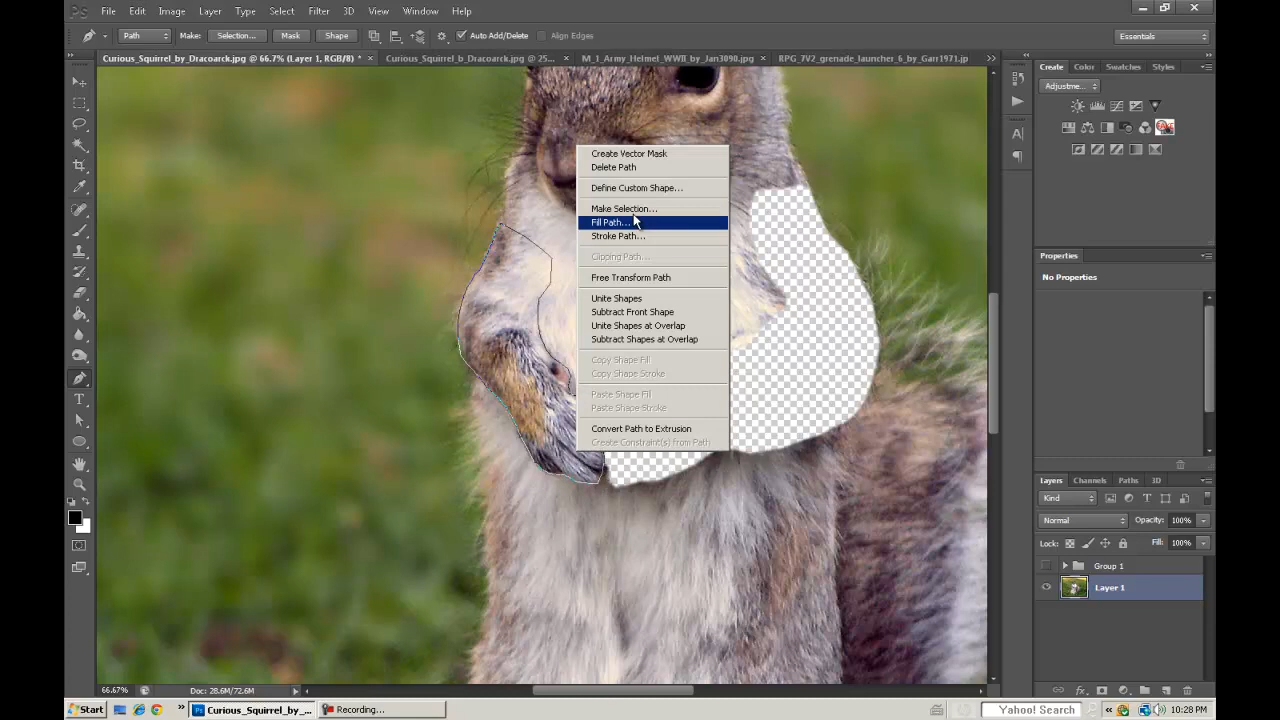 Ps File Edit Image Layer Type Select Filter 3D View Window Help
Path Make: Selection... Mask Shape Auto Add/Delete Align Edges Essentials
Curious_Squirrel_by_Dracoarck.jpg @ 66.7% (Layer 1, RGB/8) * × Curious_Squirrel_b_Dracoarck.jpg @ 25... × M_1_Army_Helmet_WWII_by_Jan3090.jpg × RPG_7V2_grenade_launcher_6_by_Garr1971.jp
Create Color Swatches Styles
Adjustme...
FAKE
Create Vector Mask
Delete Path
Define Custom Shape...
Make Selection...
Fill Path...
Stroke Path...
Clipping Path...
Free Transform Path
Unite Shapes
Subtract Front Shape
Unite Shapes at Overlap
Subtract Shapes at Overlap
Copy Shape Fill
Copy Shape Stroke
Paste Shape Fill
Paste Shape Stroke
Convert Path to Extrusion
Create Constraint(s) from Path
Properties
No Properties
Layers Channels Paths 3D
Kind
Normal Opacity: 100%
Lock: Fill: 100%
Group 1
Layer 1
66.67% Doc: 28.6M/72.6M
Start Curious_Squirrel_by_... Recording... Yahoo! Search 10:28 PM